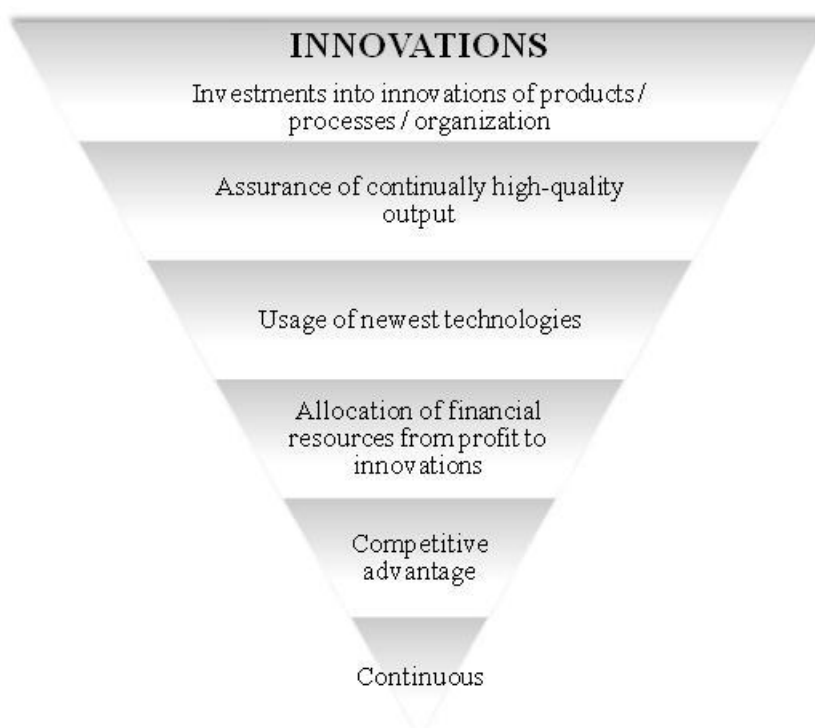 INNOVATIONS
Investments into innovations of products /
processes / organization
Assurance of continually high-quality
output
Usage of newest technologies
Allocation of financial
resources from profit to
innovations
Competitive
advantage
Continuous